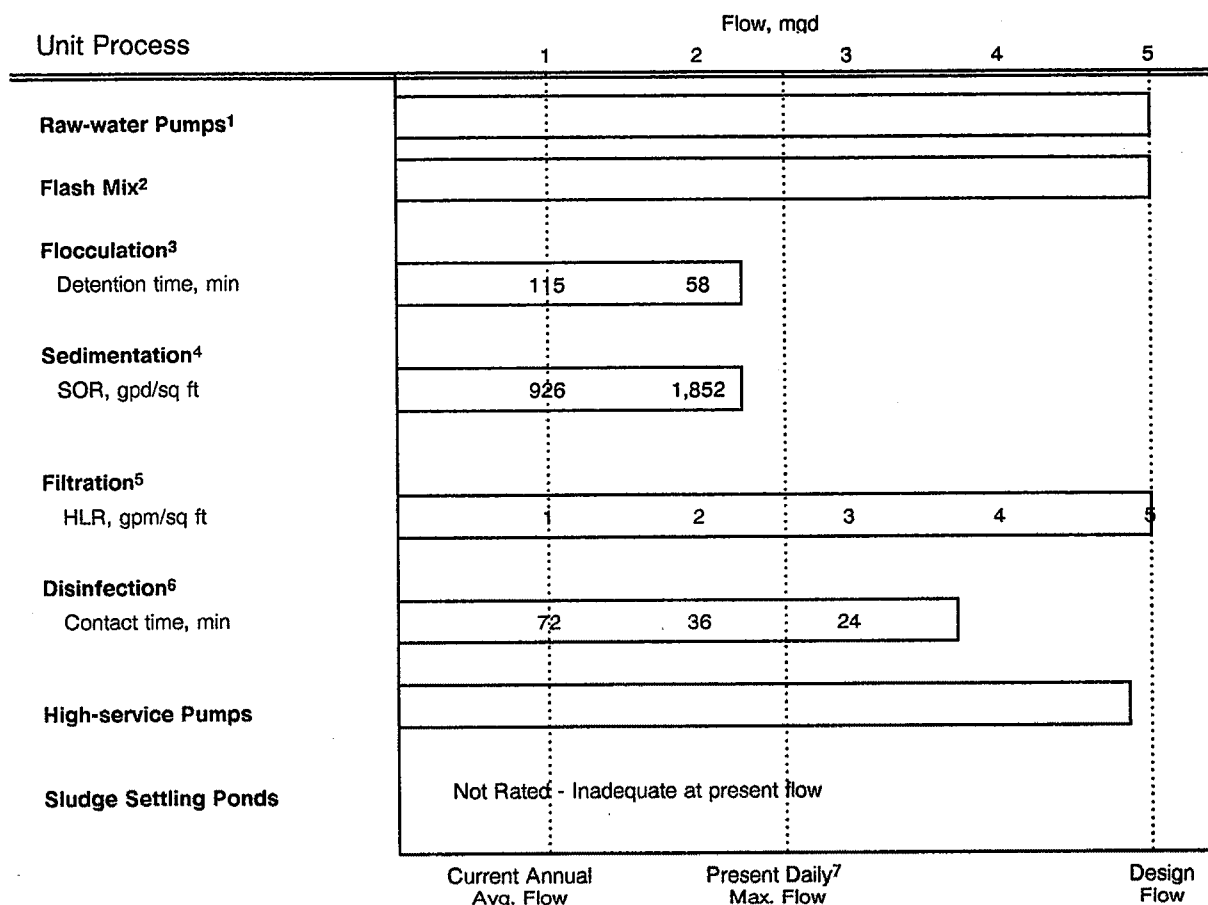 Flow, mgd
Unit Process
1 2 3 4 5
Raw-water Pumps1
Flash Mix2
Flocculation3
Detention time, min 115 58
Sedimentation4
SOR, gpd/sq ft 926 1,852
Filtration5
HLR, gpm/sq ft 1 2 3 4 5
Disinfection6
Contact time, min 72 36 24
High-service Pumps
Sludge Settling Ponds Not Rated - Inadequate at present flow
Current Annual Present Daily7 Design
Avg. Flow Max. Flow Flow